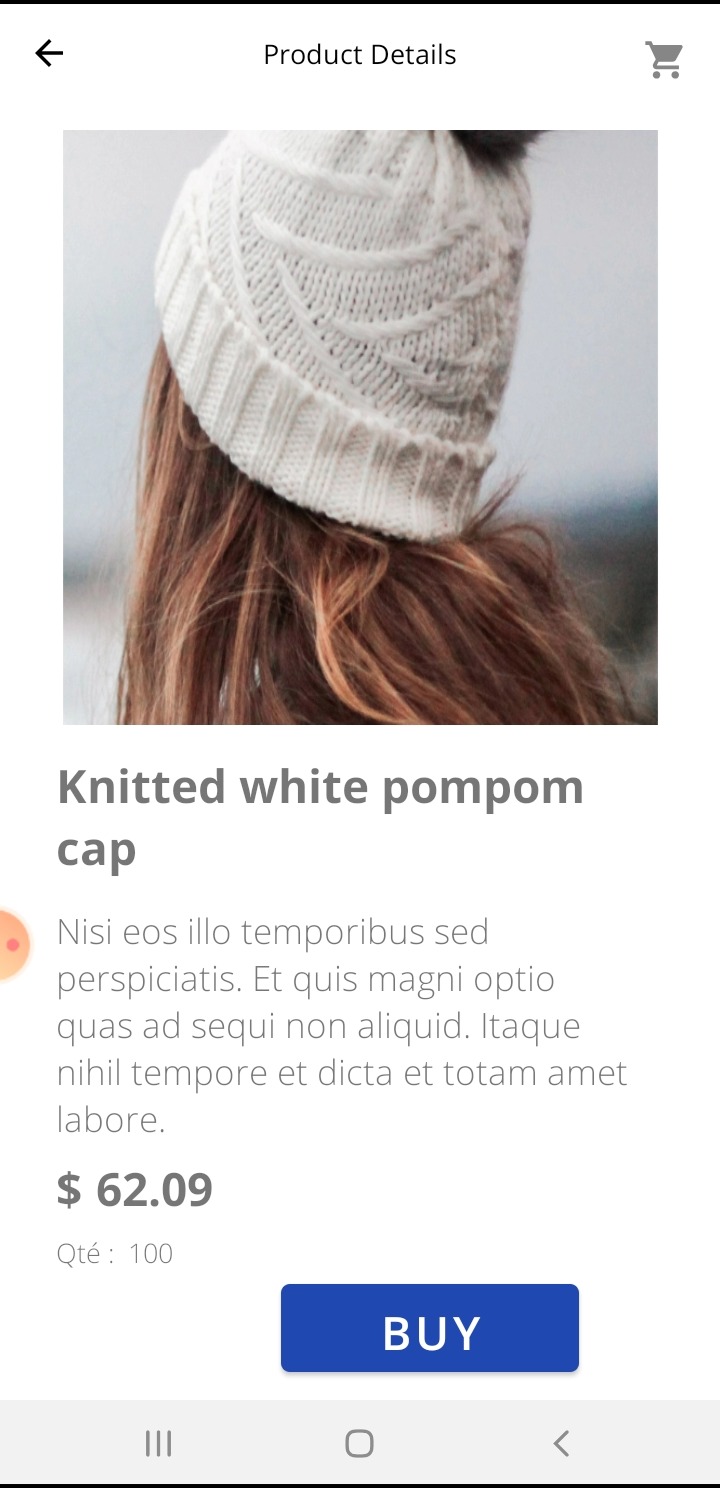 Product Details
Knitted white pompom
cap
Nisi eos illo temporibus sed
perspiciatis. Et quis magni optio
quas ad sequi non aliquid. Itaque
nihil tempore et dicta et totam amet
labore.
$ 62.09
Qté : 100
BUY